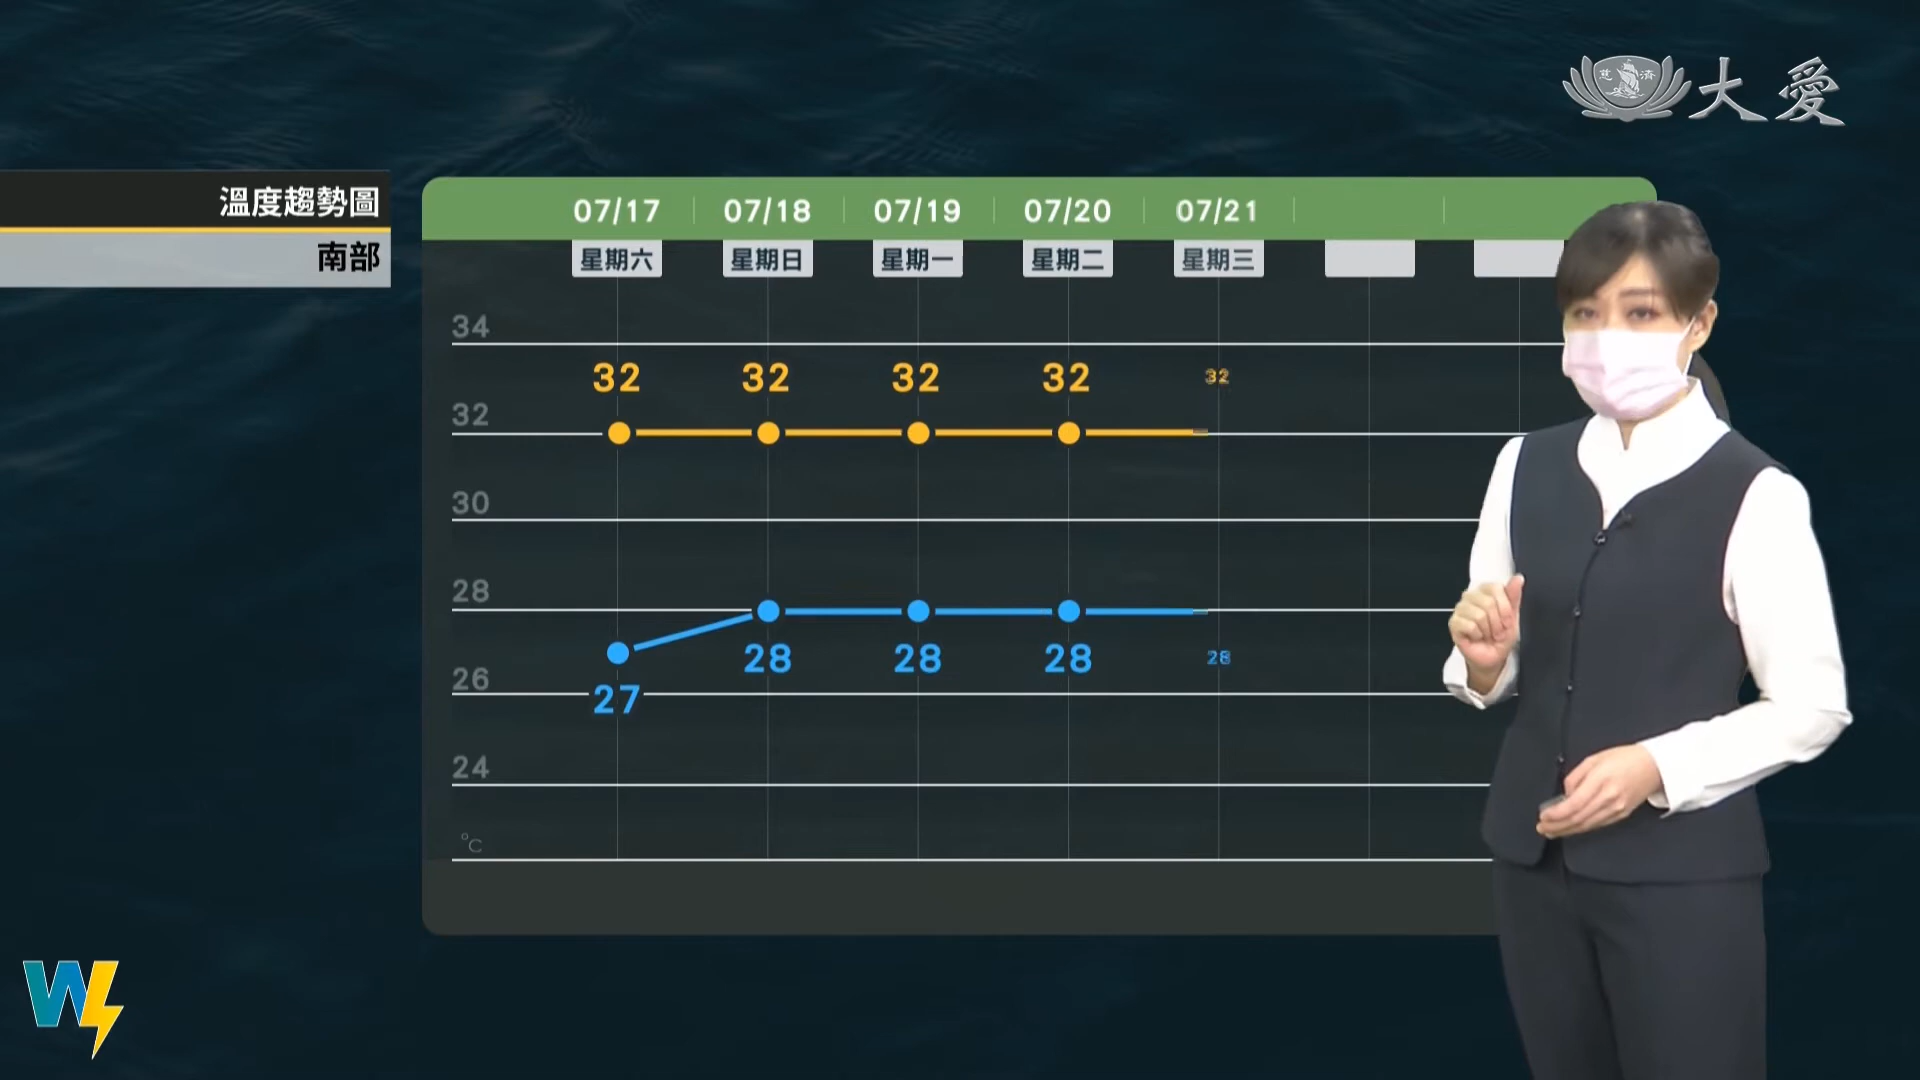 慈濟
大愛
溫度趨勢圖
南部
07/17 07/18 07/19 07/20 07/21
星期六 星期日 星期一 星期二 星期三
34
32 32 32 32 32
32
30
28
28 28 28 28
26
27
24
°C
W